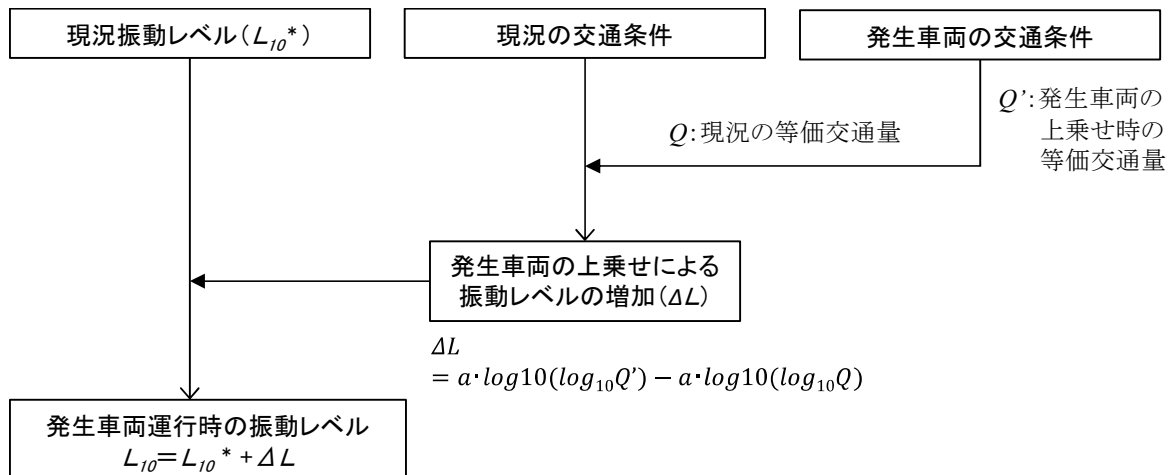 現況振動レベル(L10*)
現況の交通条件
発生車両の交通条件
Q:現況の等価交通量
Q’:発生車両の
上乗せ時の
等価交通量
発生車両の上乗せによる
振動レベルの増加(ΔL)
ΔL
= a･log10(log10Q’) − a･log10(log10Q)
発生車両運行時の振動レベル
L10=L10* + ΔL